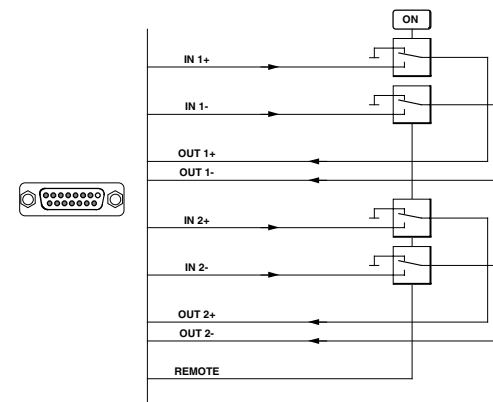 ON
IN 1+
IN 1-
OUT 1+
OUT 1-
IN 2+
IN 2-
OUT 2+
OUT 2-
REMOTE